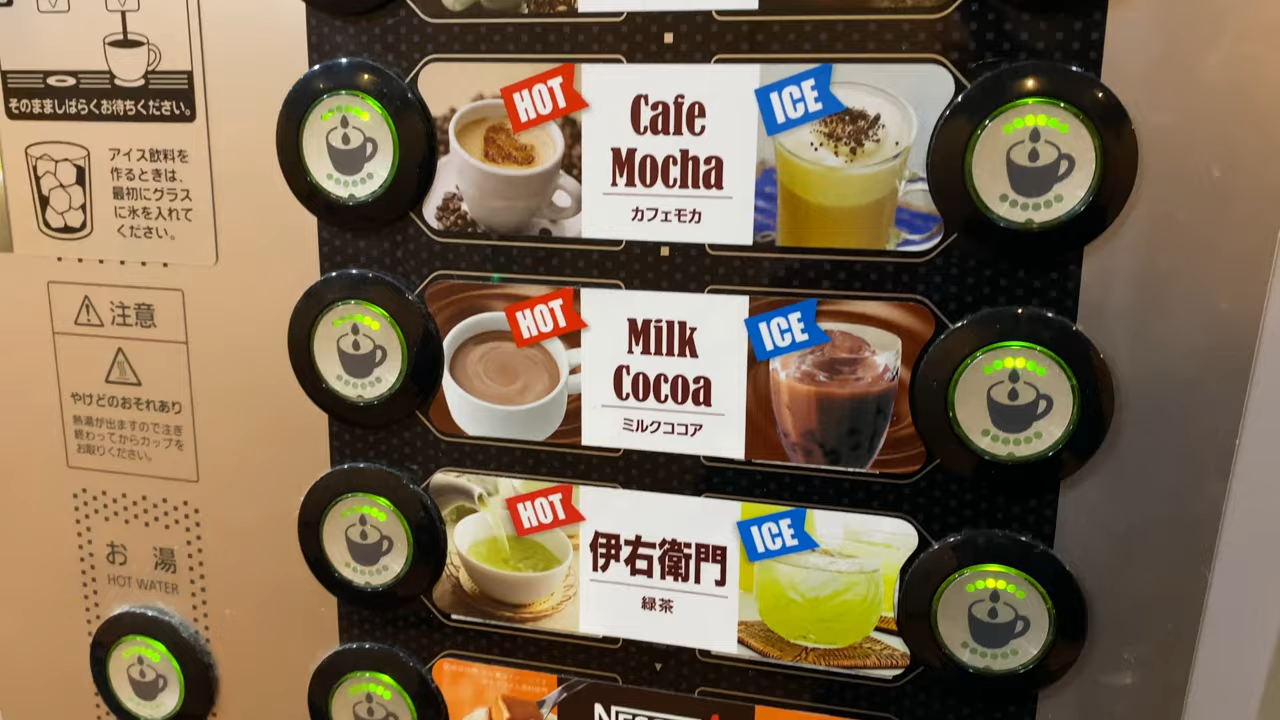 そのまましばらくお待ちください。
アイス飲料を
作るときは、
最初にグラス
に氷を入れて
ください。
注意
やけどのおそれあり
熱湯が出ますので注ぎ
終わってからカップを
お取りください。
お 湯
HOT WATER
HOT
Cafe
Mocha
カフェモカ
ICE
HOT
Milk
Cocoa
ミルクココア
ICE
HOT
伊右衛門
緑茶
ICE